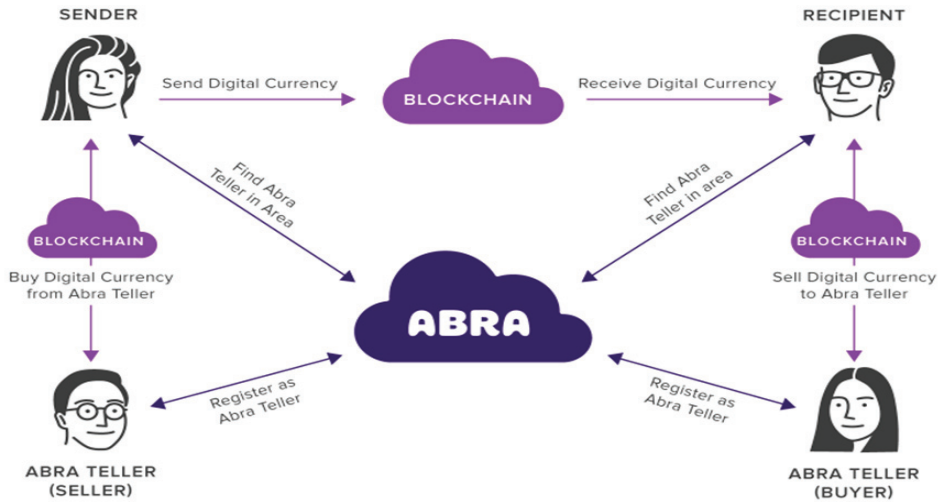 SENDER
RECIPIENT
Send Digital Currency
BLOCKCHAIN
Receive Digital Currency
Find Abra
Teller in Area
Find Abra
Teller in area
BLOCKCHAIN
Buy Digital Currency
from Abra Teller
ABRA
BLOCKCHAIN
Sell Digital Currency
to Abra Teller
Register as
Abra Teller
Register as
Abra Teller
ABRA TELLER
(SELLER)
ABRA TELLER
(BUYER)